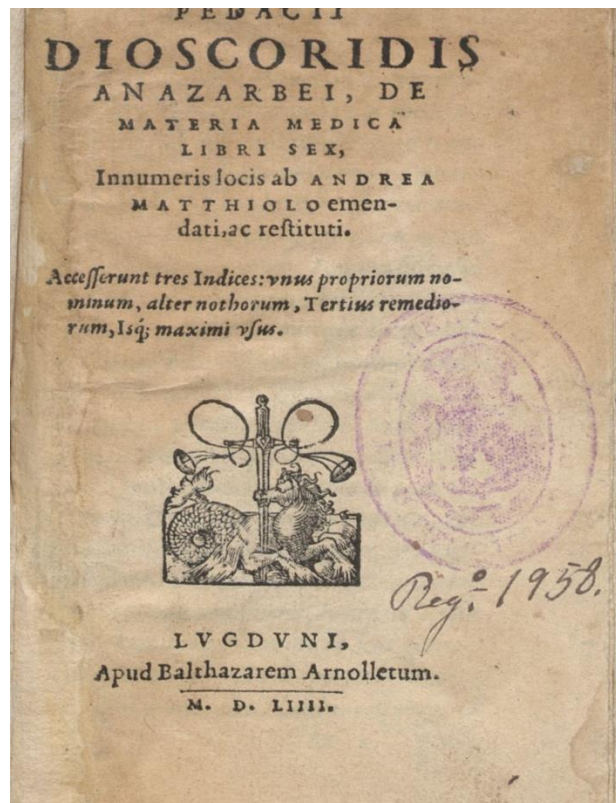 PEDACII
DIOSCORIDIS
ANAZARBEI, DE
MATERIA MEDICA
LIBRI SEX,
Innumeris locis ab ANDREA
MATTHIOLO emen-
dati, ac restituti.
Accesserunt tres Indices: vnus propriorum no-
minum, alter nothorum, Tertius remedio-
rum, Isq́; maximi vsus.
Reg.º 1958.
LVGDVNI,
Apud Balthazarem Arnolletum.
M. D. LIIII.